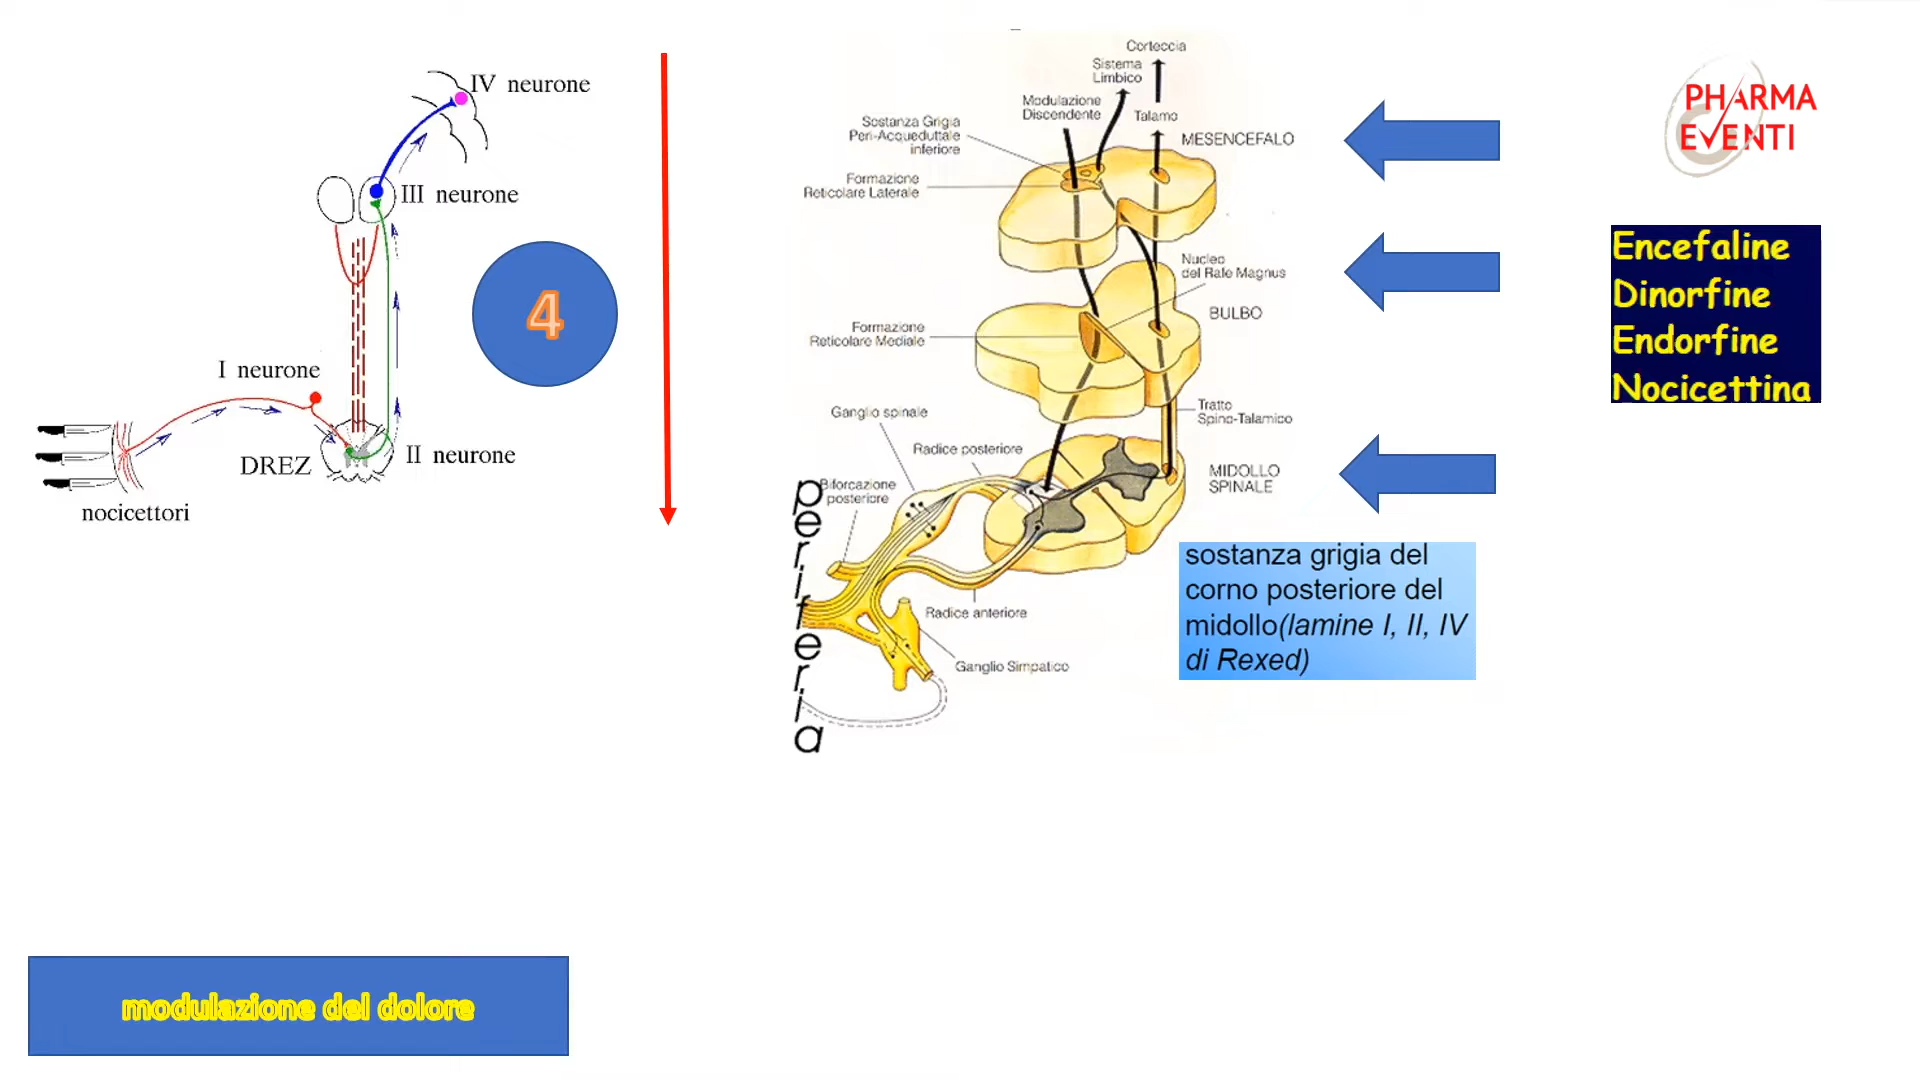 IV neurone
III neurone
4
I neurone
II neurone
DREZ
nocicettori
Corteccia
Sistema
Limbico
Modulazione
Discendente
Talamo
Sostanza Grigia
Peri-Acqueduttale
inferiore
MESENCEFALO
Formazione
Reticolare Laterale
Nucleo
del Rafe Magnus
BULBO
Formazione
Reticolare Mediale
Tratto
Spino-Talamico
Ganglio spinale
Radice posteriore
MIDOLLO
SPINALE
Biforcazione
posteriore
periferia
Radice anteriore
Ganglio Simpatico
sostanza grigia del
corno posteriore del
midollo(lamine I, II, IV
di Rexed)
PHARMA
EVENTI
Encefaline
Dinorfine
Endorfine
Nocicettina
modulazione del dolore